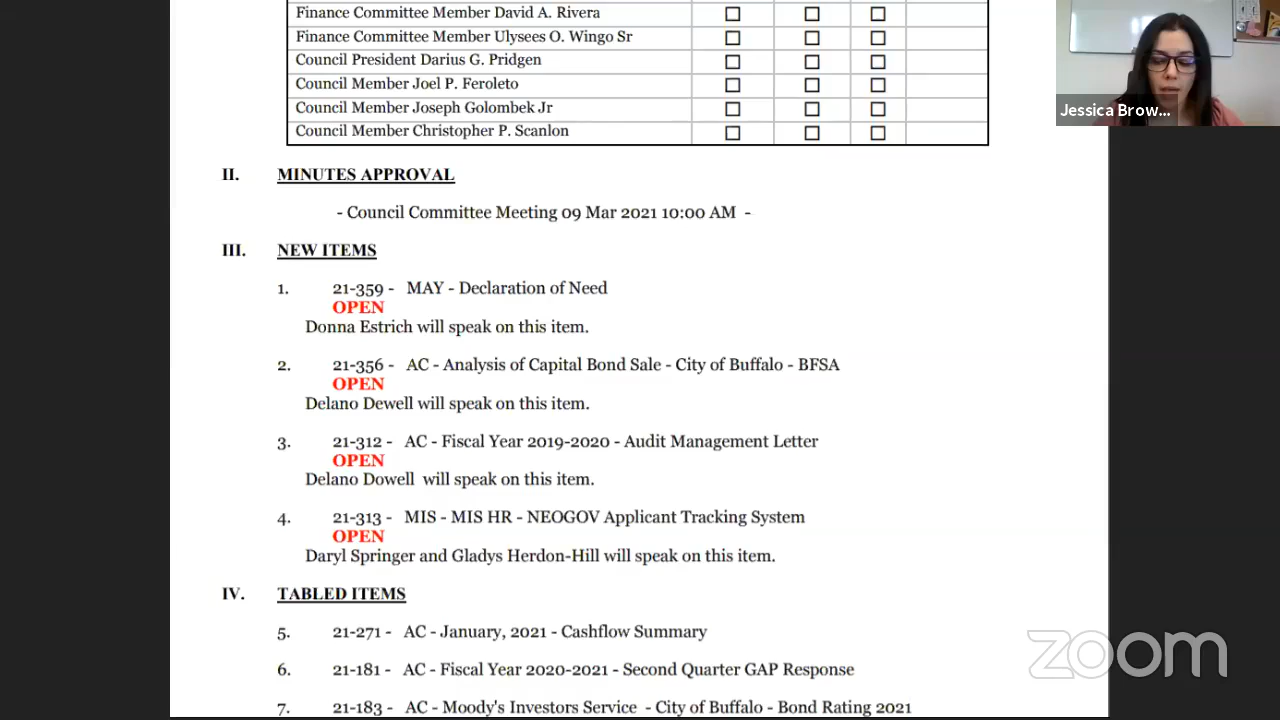 Finance Committee Member David A. Rivera
Finance Committee Member Ulysees O. Wingo Sr
Council President Darius G. Pridgen
Council Member Joel P. Feroleto
Council Member Joseph Golombek Jr
Council Member Christopher P. Scanlon
Jessica Brow...
II. MINUTES APPROVAL
- Council Committee Meeting 09 Mar 2021 10:00 AM -
III. NEW ITEMS
1. 21-359 - MAY - Declaration of Need
OPEN
Donna Estrich will speak on this item.
2. 21-356 - AC - Analysis of Capital Bond Sale - City of Buffalo - BFSA
OPEN
Delano Dewell will speak on this item.
3. 21-312 - AC - Fiscal Year 2019-2020 - Audit Management Letter
OPEN
Delano Dowell will speak on this item.
4. 21-313 - MIS - MIS HR - NEOGOV Applicant Tracking System
OPEN
Daryl Springer and Gladys Herdon-Hill will speak on this item.
IV. TABLED ITEMS
5. 21-271 - AC - January, 2021 - Cashflow Summary
6. 21-181 - AC - Fiscal Year 2020-2021 - Second Quarter GAP Response
7. 21-183 - AC - Moody's Investors Service - City of Buffalo - Bond Rating 2021
zoom